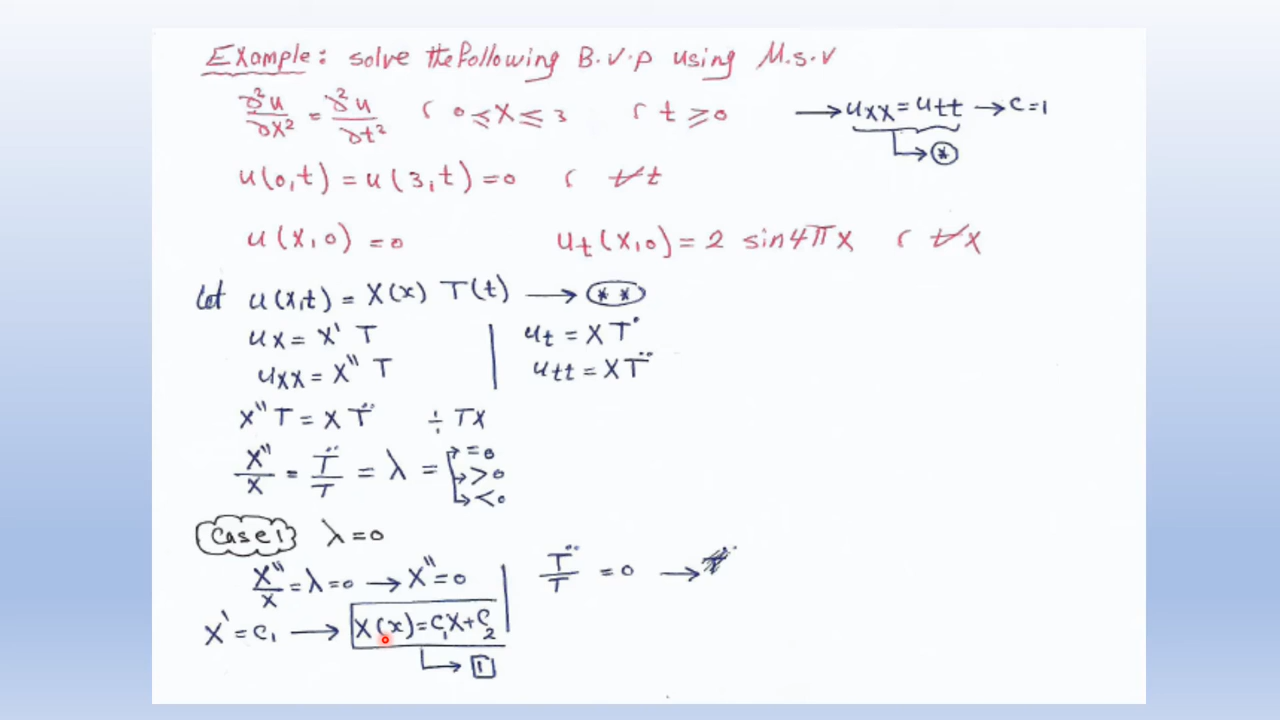 Example: solve the following B.V.P using M.S.V
∂²u/∂x² = ∂²u/∂t² ( 0 ≤ x ≤ 3 ( t ≥ 0 → uxx = utt → c = 1
→ (*)
u(0,t) = u(3,t) = 0 ( ∀t
u(x,0) = 0 ut(x,0) = 2 sin4πx ( ∀x
let u(x,t) = X(x) T(t) → (**)
ux = X' T | ut = X Ṫ
uxx = X'' T | utt = X T̈
X'' T = X T̈ ÷ TX
X''/X = T̈/T = λ = → = 0
→ > 0
→ < 0
Case 1 λ = 0
X''/X = λ = 0 → X'' = 0 | T̈/T = 0 →
X' = c₁ → X(x) = c₁x + c₂
→ 1